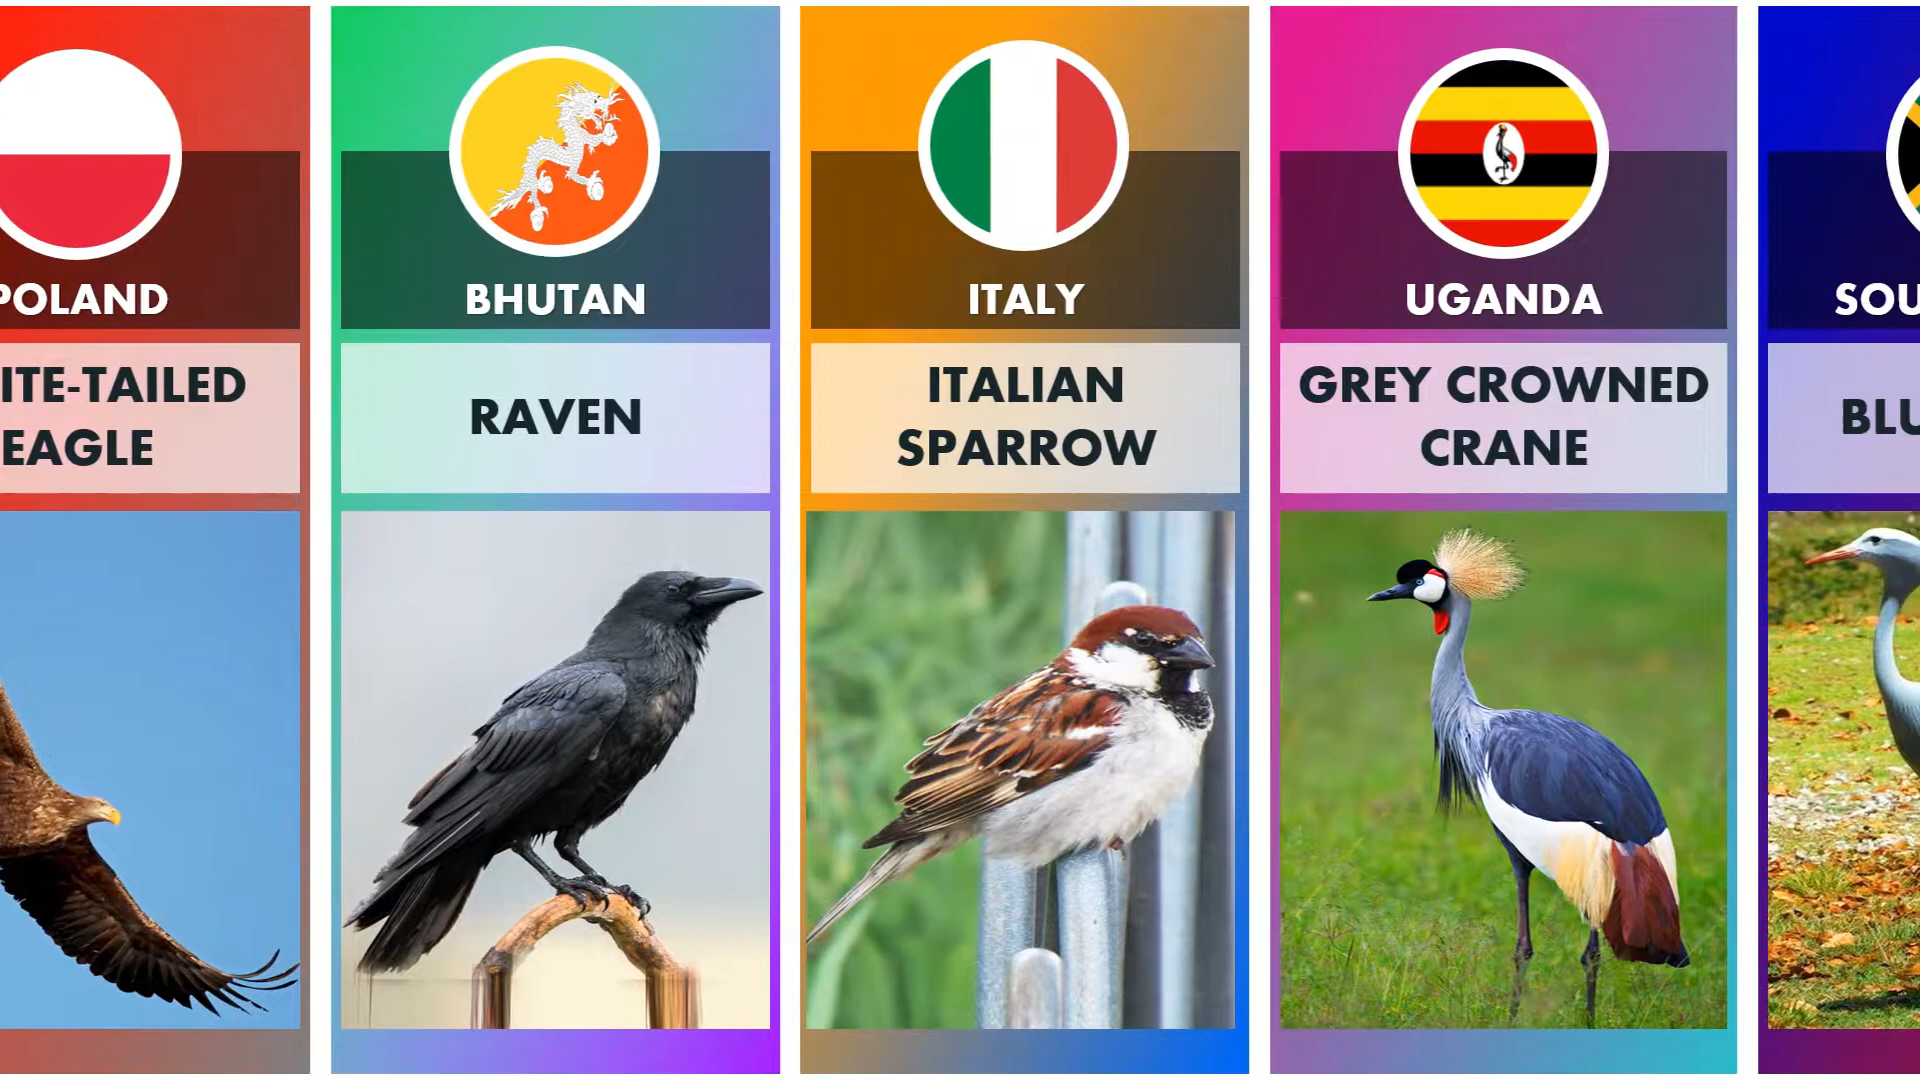 POLAND
ITE-TAILED
EAGLE
BHUTAN
RAVEN
ITALY
ITALIAN
SPARROW
UGANDA
GREY CROWNED
CRANE
SOU
BLU